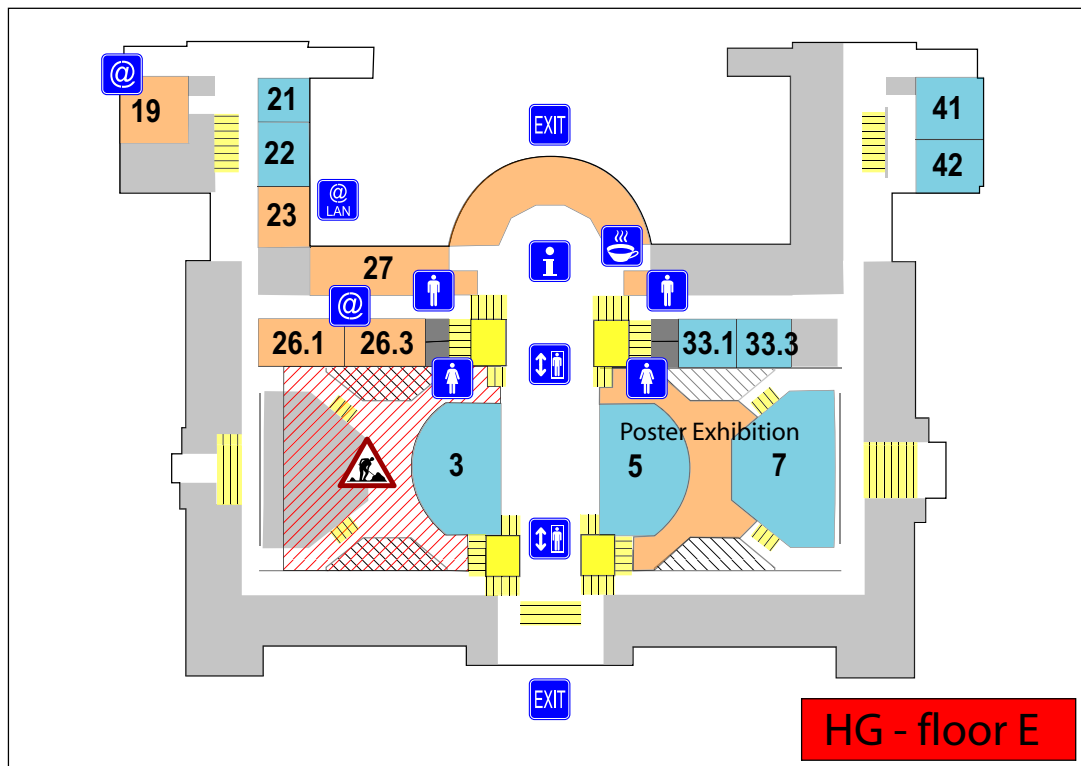 @
19
21
41
EXIT
22
42
@
LAN
23
27
i
@
26.1
26.3
33.1
33.3
Poster Exhibition
3
5
7
EXIT
HG - floor E